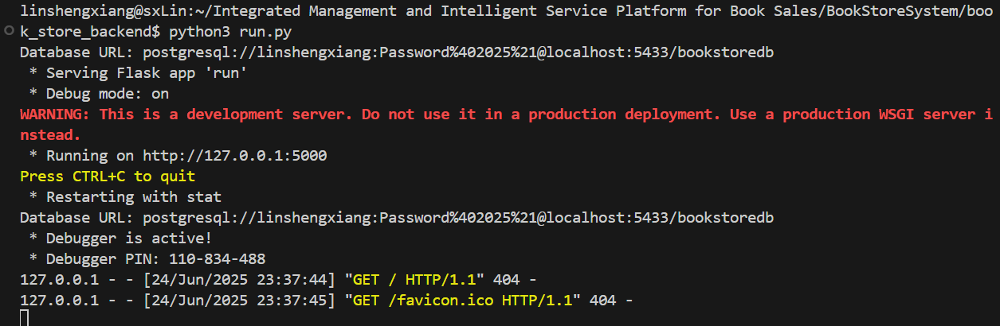 linshengxiang@sxLin:~/Integrated Management and Intelligent Service Platform for Book Sales/BookStoreSystem/boo
k_store_backend$ python3 run.py
Database URL: postgresql://linshengxiang:Password%402025%21@localhost:5433/bookstoredb
 * Serving Flask app 'run'
 * Debug mode: on
WARNING: This is a development server. Do not use it in a production deployment. Use a production WSGI server i
nstead.
 * Running on http://127.0.0.1:5000
Press CTRL+C to quit
 * Restarting with stat
Database URL: postgresql://linshengxiang:Password%402025%21@localhost:5433/bookstoredb
 * Debugger is active!
 * Debugger PIN: 110-834-488
127.0.0.1 - - [24/Jun/2025 23:37:44] "GET / HTTP/1.1" 404 -
127.0.0.1 - - [24/Jun/2025 23:37:45] "GET /favicon.ico HTTP/1.1" 404 -